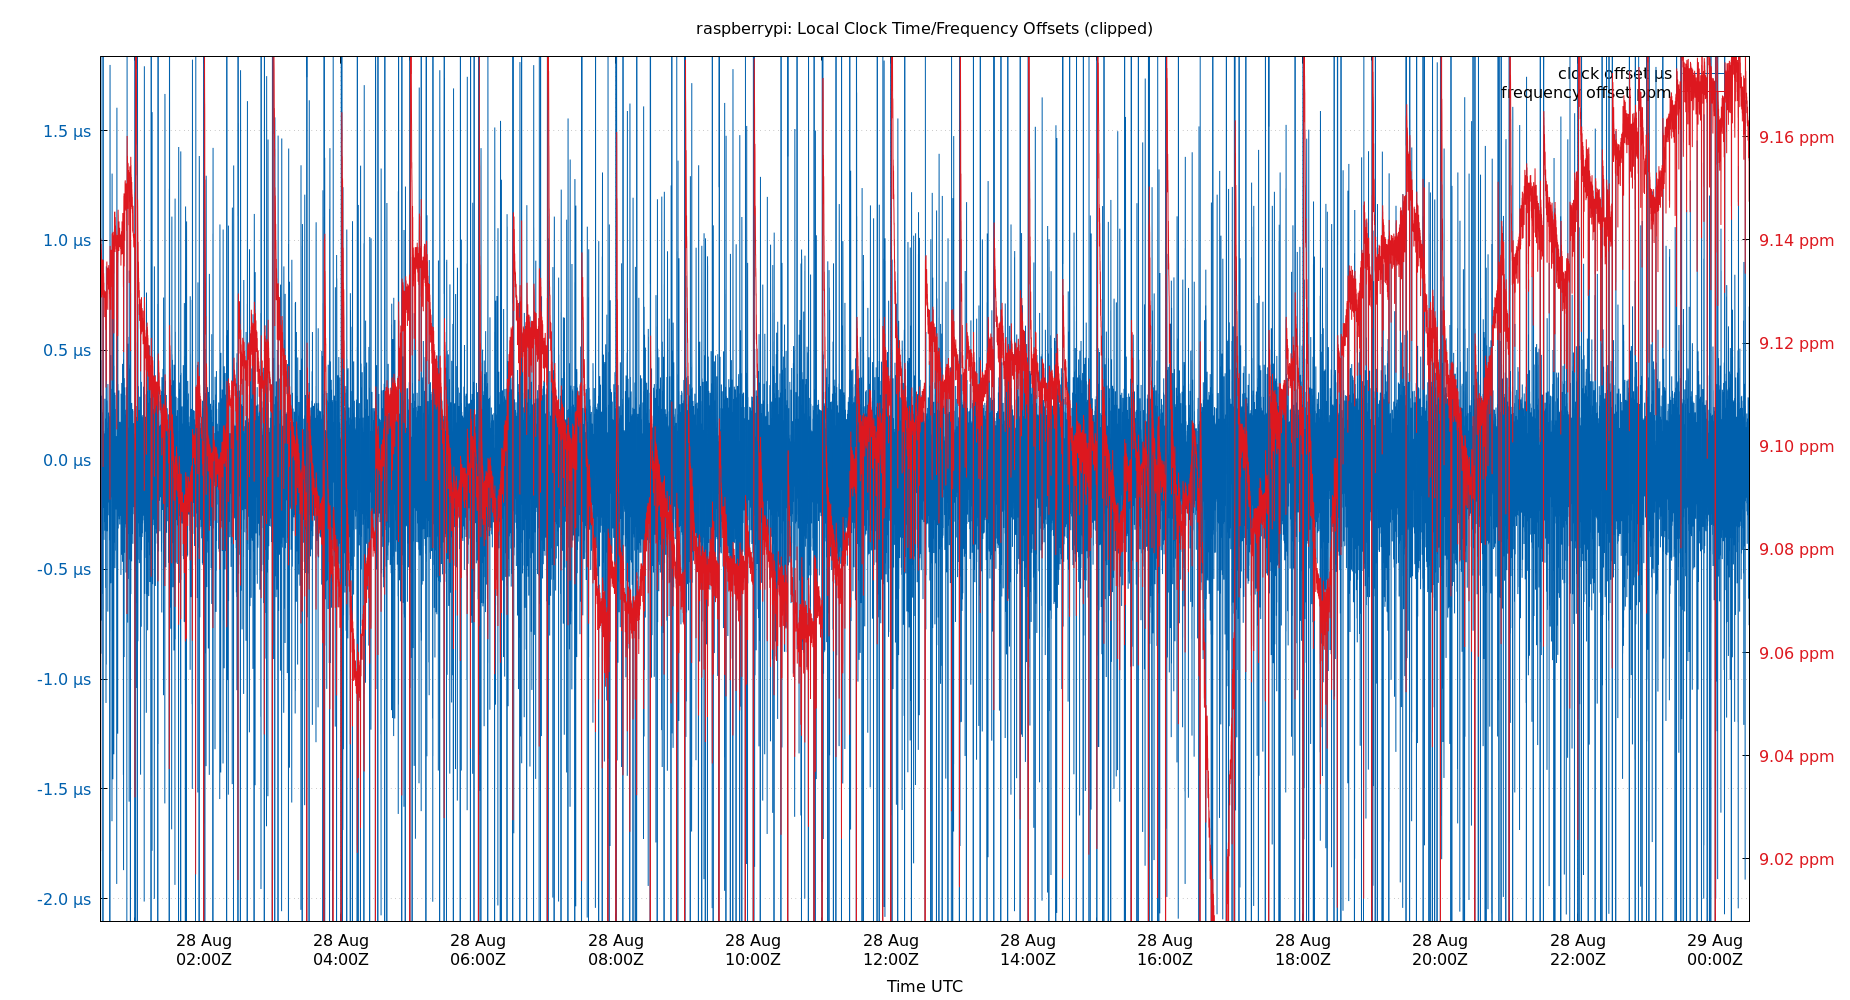 raspberrypi: Local Clock Time/Frequency Offsets (clipped)
clock offset µs
frequency offset ppm
1.5 µs
1.0 µs
0.5 µs
0.0 µs
-0.5 µs
-1.0 µs
-1.5 µs
-2.0 µs
9.16 ppm
9.14 ppm
9.12 ppm
9.10 ppm
9.08 ppm
9.06 ppm
9.04 ppm
9.02 ppm
28 Aug 28 Aug 28 Aug 28 Aug 28 Aug 28 Aug 28 Aug 28 Aug 28 Aug 28 Aug 28 Aug 29 Aug
02:00Z 04:00Z 06:00Z 08:00Z 10:00Z 12:00Z 14:00Z 16:00Z 18:00Z 20:00Z 22:00Z 00:00Z
Time UTC